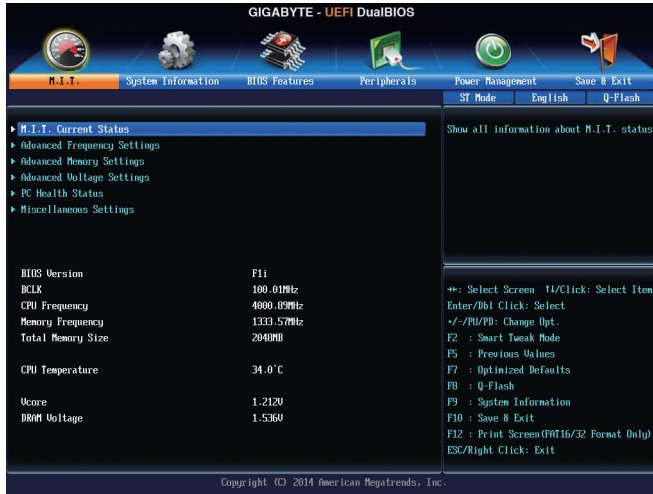 GIGABYTE - UEFI DualBIOS
M.I.T. System Information BIOS Features Peripherals Power Management Save & Exit
ST Mode English Q-Flash
M.I.T. Current Status
Advanced Frequency Settings
Advanced Memory Settings
Advanced Voltage Settings
PC Health Status
Miscellaneous Settings
BIOS Version F1i
BCLK 100.01MHz
CPU Frequency 4000.89MHz
Memory Frequency 1333.57MHz
Total Memory Size 2048MB
CPU Temperature 34.0°C
Vcore 1.212V
DRAM Voltage 1.536V
Show all information about M.I.T. status
→←: Select Screen ↑↓/Click: Select Item
Enter/Dbl Click: Select
+/-/PU/PD: Change Opt.
F2 : Smart Tweak Mode
F5 : Previous Values
F7 : Optimized Defaults
F8 : Q-Flash
F9 : System Information
F10 : Save & Exit
F12 : Print Screen(FAT16/32 Format Only)
ESC/Right Click: Exit
Copyright (C) 2014 American Megatrends, Inc.